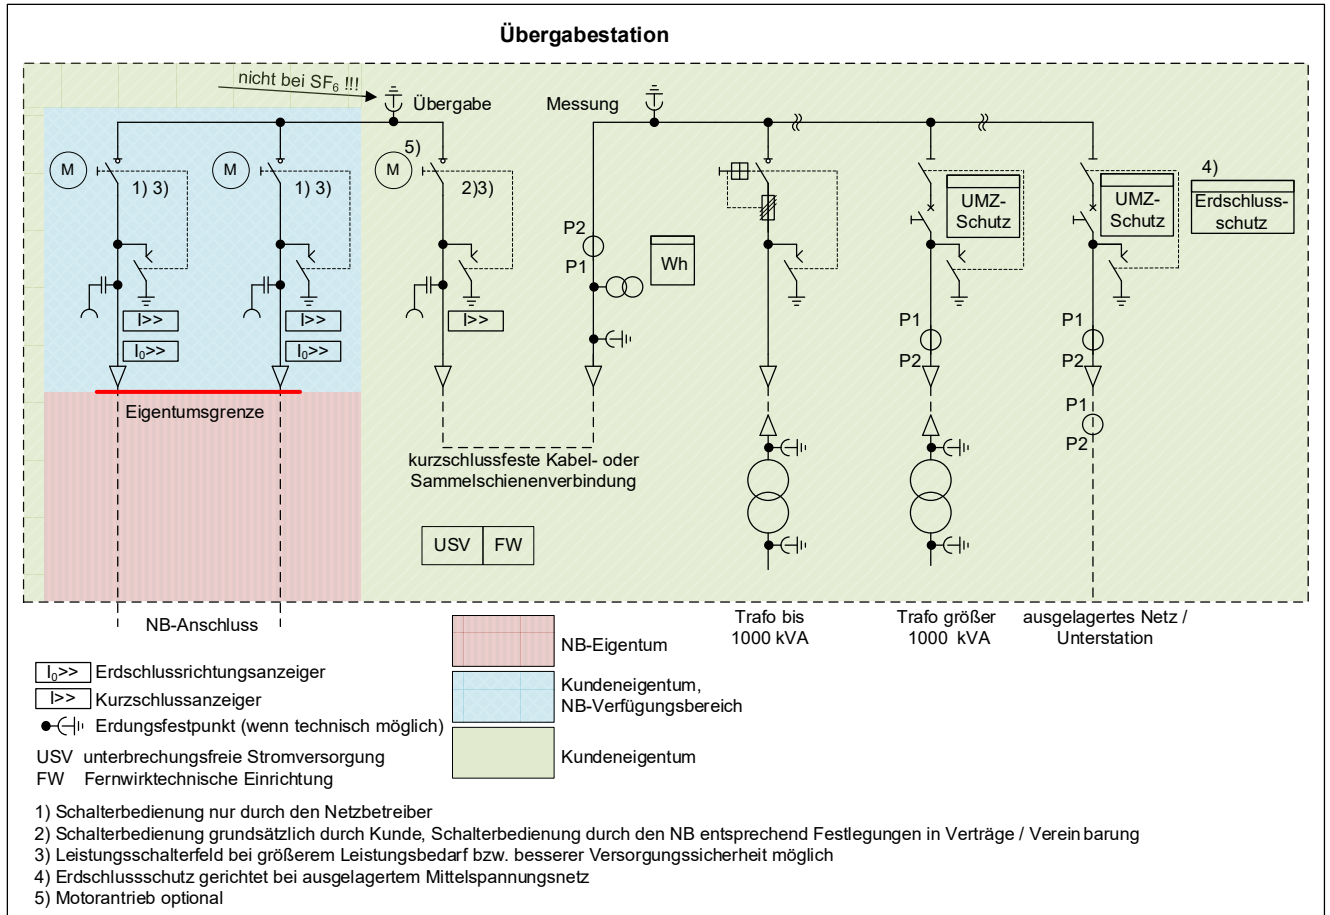 Übergabestation
nicht bei SF₆ !!!
Übergabe
Messung
M
M
M
5)
1) 3)
1) 3)
2)3)
4)
UMZ-
Schutz
UMZ-
Schutz
Erdschluss-
schutz
P2
P1
Wh
I>>
I₀>>
I>>
I₀>>
I>>
P1
P2
P1
P2
P1
P2
Eigentumsgrenze
kurzschlussfeste Kabel- oder
Sammelschienenverbindung
USV
FW
NB-Anschluss
Trafo bis
1000 kVA
Trafo größer
1000 kVA
ausgelagertes Netz /
Unterstation
I₀>> Erdschlussrichtungsanzeiger
I>> Kurzschlussanzeiger
Erdungsfestpunkt (wenn technisch möglich)
USV unterbrechungsfreie Stromversorgung
FW Fernwirktechnische Einrichtung
NB-Eigentum
Kundeneigentum,
NB-Verfügungsbereich
Kundeneigentum
1) Schalterbedienung nur durch den Netzbetreiber
2) Schalterbedienung grundsätzlich durch Kunde, Schalterbedienung durch den NB entsprechend Festlegungen in Verträge / Verein barung
3) Leistungsschalterfeld bei größerem Leistungsbedarf bzw. besserer Versorgungssicherheit möglich
4) Erdschlussschutz gerichtet bei ausgelagertem Mittelspannungsnetz
5) Motorantrieb optional